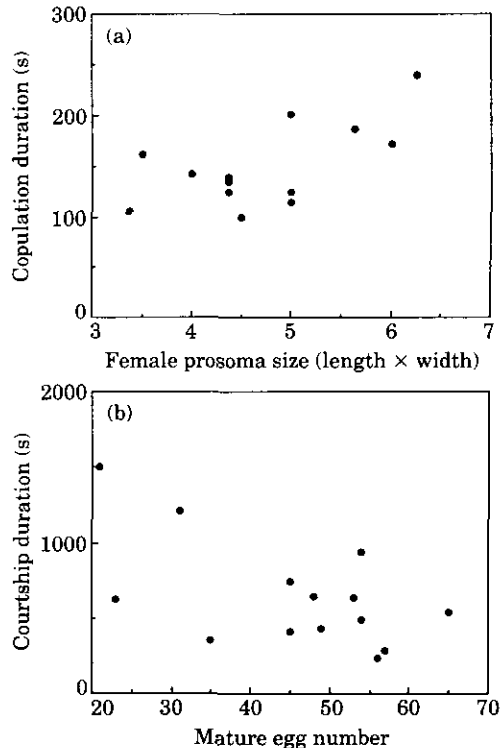 300
(a)
200
100
0
Copulation duration (s)
3 4 5 6 7
Female prosoma size (length × width)
2000
(b)
1000
0
Courtship duration (s)
20 30 40 50 60 70
Mature egg number